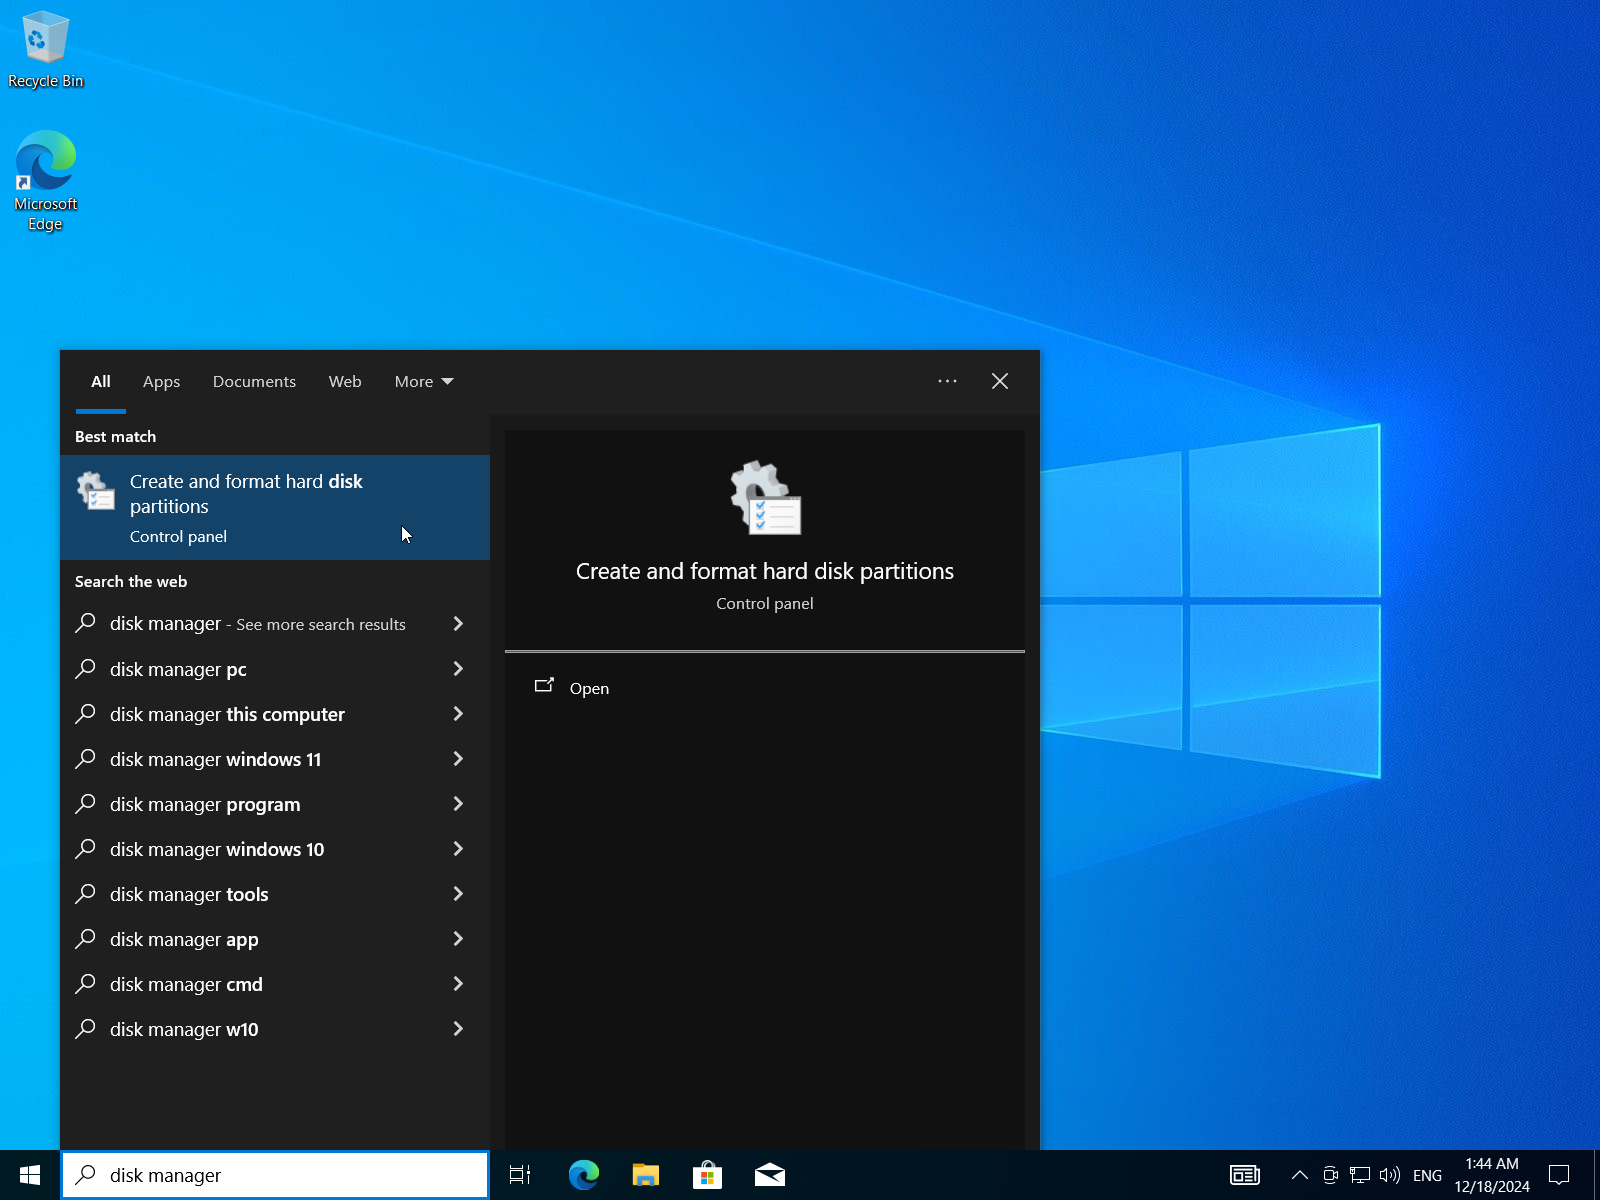 Recycle Bin
Microsoft
Edge
All Apps Documents Web More
Best match
Create and format hard disk
partitions
Control panel
Search the web
disk manager - See more search results
disk manager pc
disk manager this computer
disk manager windows 11
disk manager program
disk manager windows 10
disk manager tools
disk manager app
disk manager cmd
disk manager w10
Create and format hard disk partitions
Control panel
Open
disk manager
ENG
1:44 AM
12/18/2024